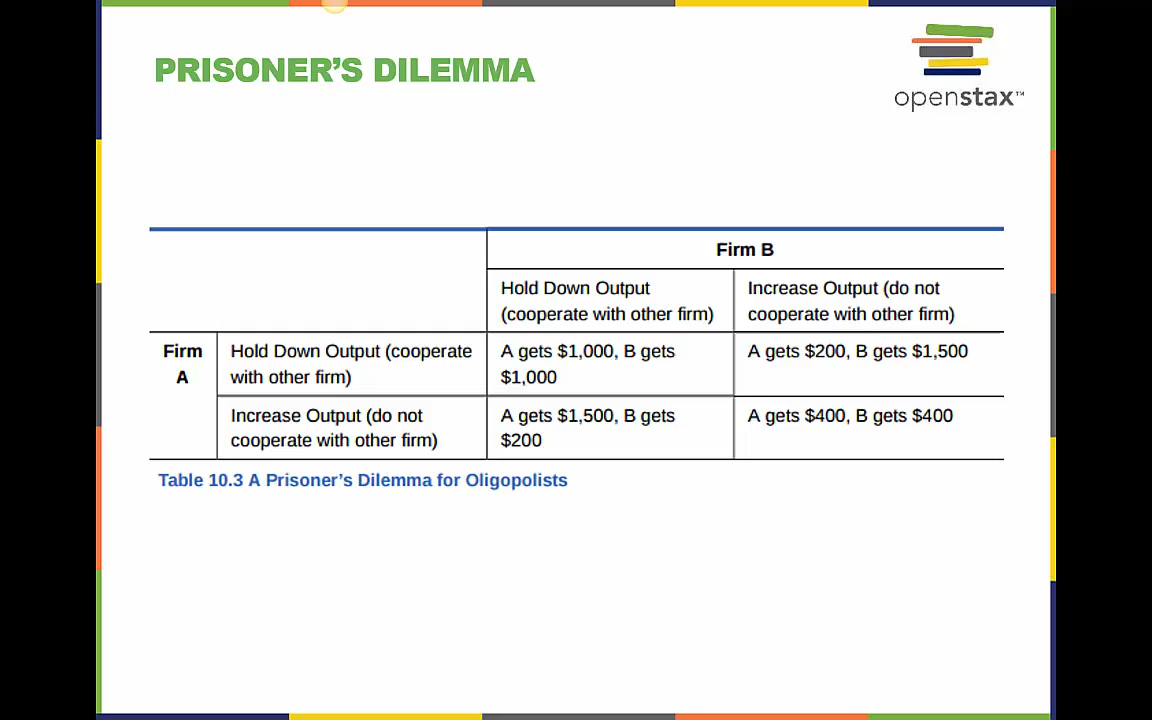 PRISONER'S DILEMMA
openstax™
Firm B
Hold Down Output
(cooperate with other firm)
Increase Output (do not
cooperate with other firm)
Firm
A
Hold Down Output (cooperate
with other firm)
A gets $1,000, B gets
$1,000
A gets $200, B gets $1,500
Increase Output (do not
cooperate with other firm)
A gets $1,500, B gets
$200
A gets $400, B gets $400
Table 10.3 A Prisoner's Dilemma for Oligopolists